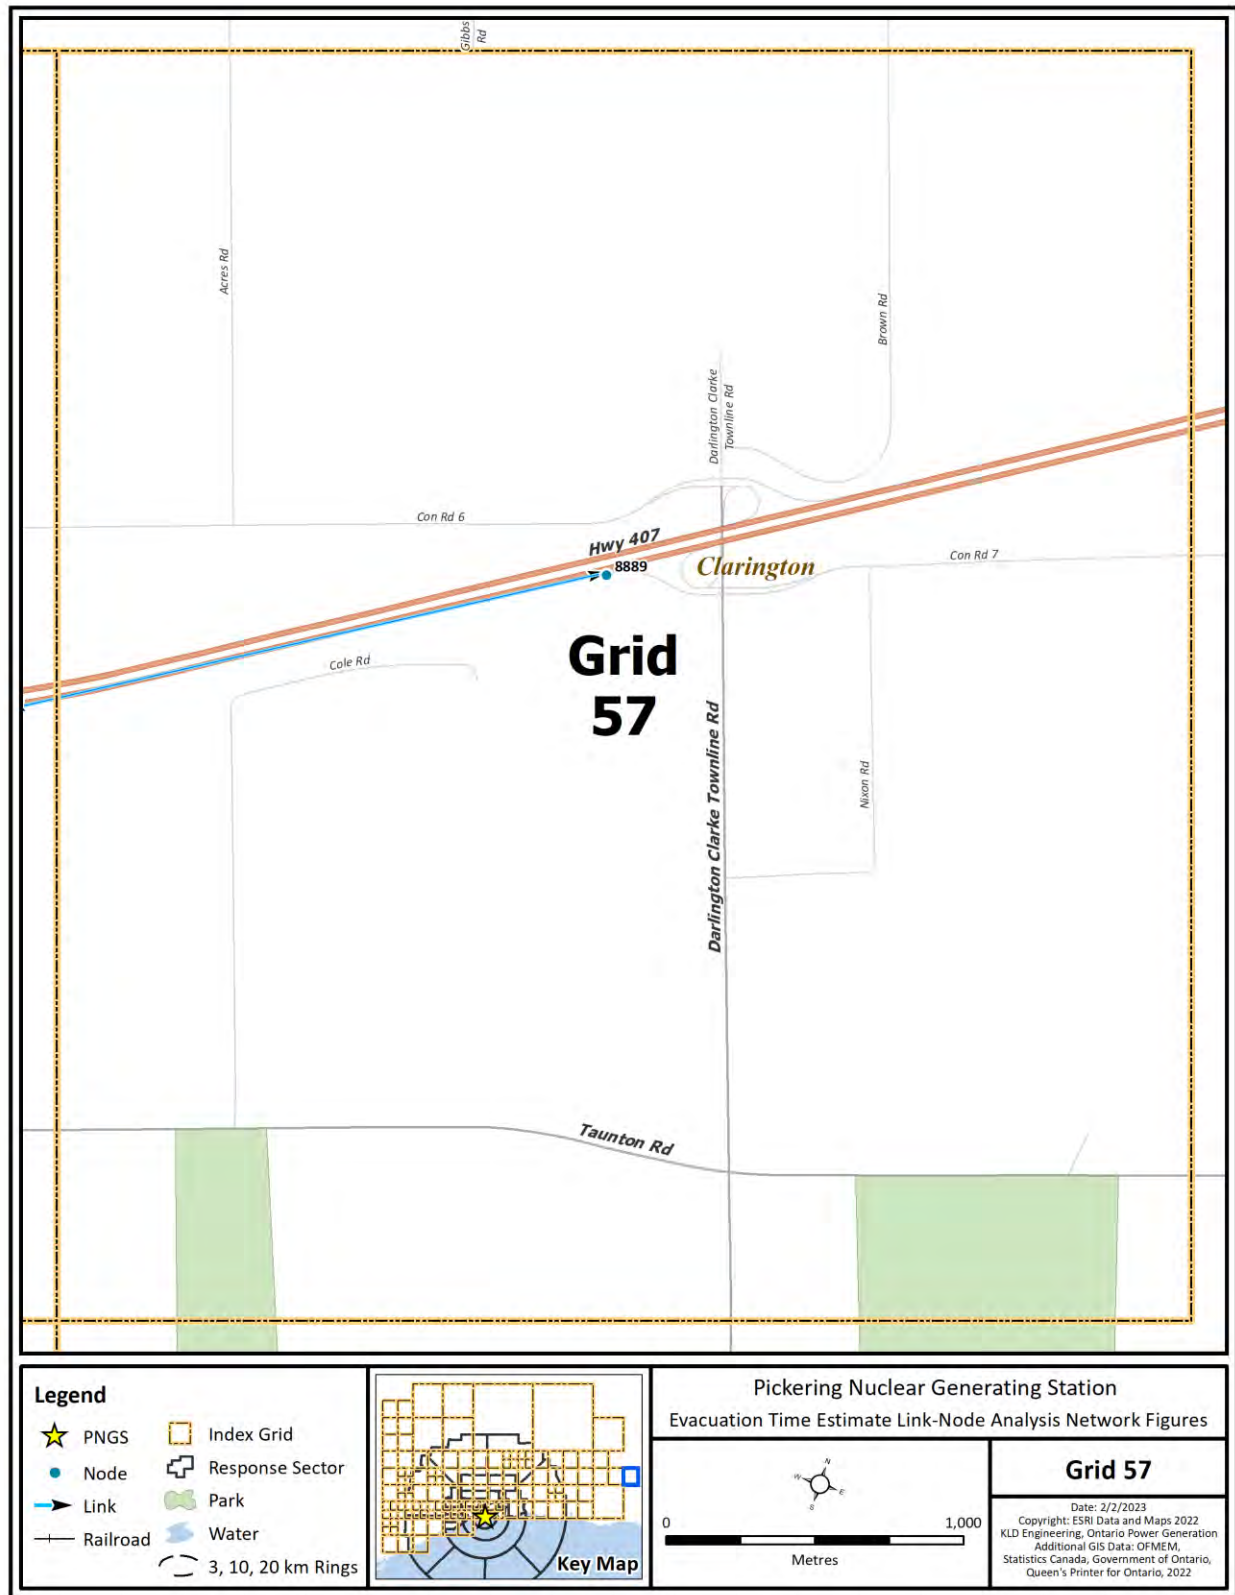 Gibbs
Rd
Acres Rd
Brown Rd
Darlington Clarke
Townline Rd
Con Rd 6
Hwy 407
8889
Clarington
Con Rd 7
Grid
57
Cole Rd
Darlington Clarke Townline Rd
Nixon Rd
Taunton Rd
Legend
PNGS
Node
Link
Railroad
Index Grid
Response Sector
Park
Water
3, 10, 20 km Rings
Key Map
Pickering Nuclear Generating Station
Evacuation Time Estimate Link-Node Analysis Network Figures
N
W
E
S
0
1,000
Metres
Grid 57
Date: 2/2/2023
Copyright: ESRI Data and Maps 2022
KLD Engineering, Ontario Power Generation
Additional GIS Data: OFMEM,
Statistics Canada, Government of Ontario,
Queen's Printer for Ontario, 2022